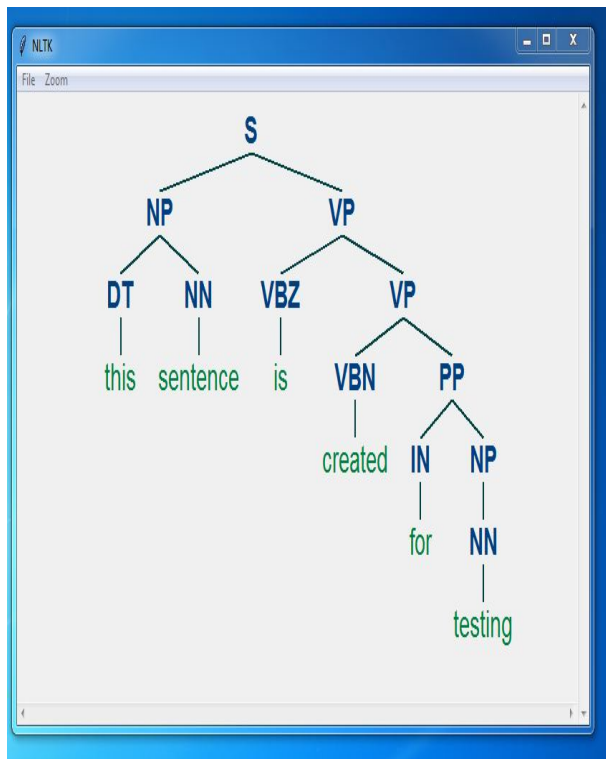 NLTK
File Zoom
S
NP VP
DT NN VBZ VP
this sentence is VBN PP
created IN NP
for NN
testing